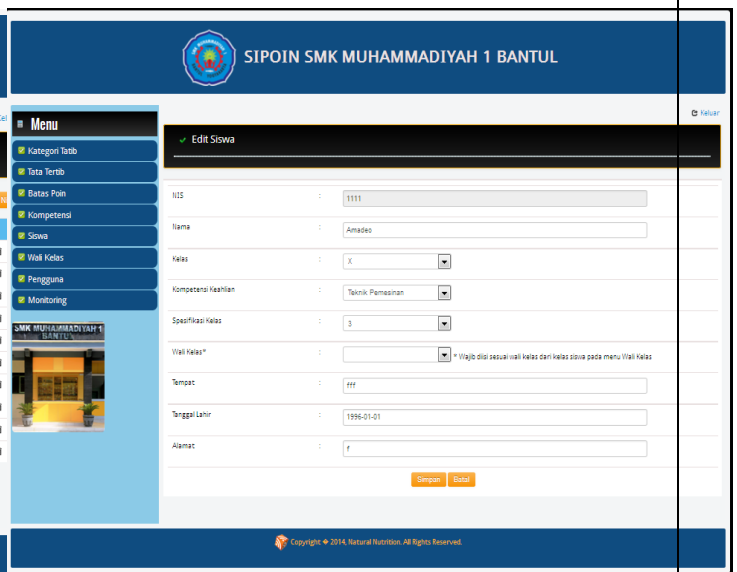 SIPOIN SMK MUHAMMADIYAH 1 BANTUL
Keluar
Menu
Kategori Tatib
Tata Tertib
Batas Poin
Kompetensi
Siswa
Wali Kelas
Pengguna
Monitoring
SMK MUHAMMADIYAH 1
BANTUL
Edit Siswa
NIS : 1111
Nama : Amadeo
Kelas : X
Kompetensi Keahlian : Teknik Pemesinan
Spesifikasi Kelas : 3
Wali Kelas* : * Wajib diisi sesuai wali kelas dari kelas siswa pada menu Wali Kelas
Tempat : fff
Tanggal Lahir : 1996-01-01
Alamat : f
Simpan Batal
Copyright � 2014, Natural Nutrition. All Rights Reserved.